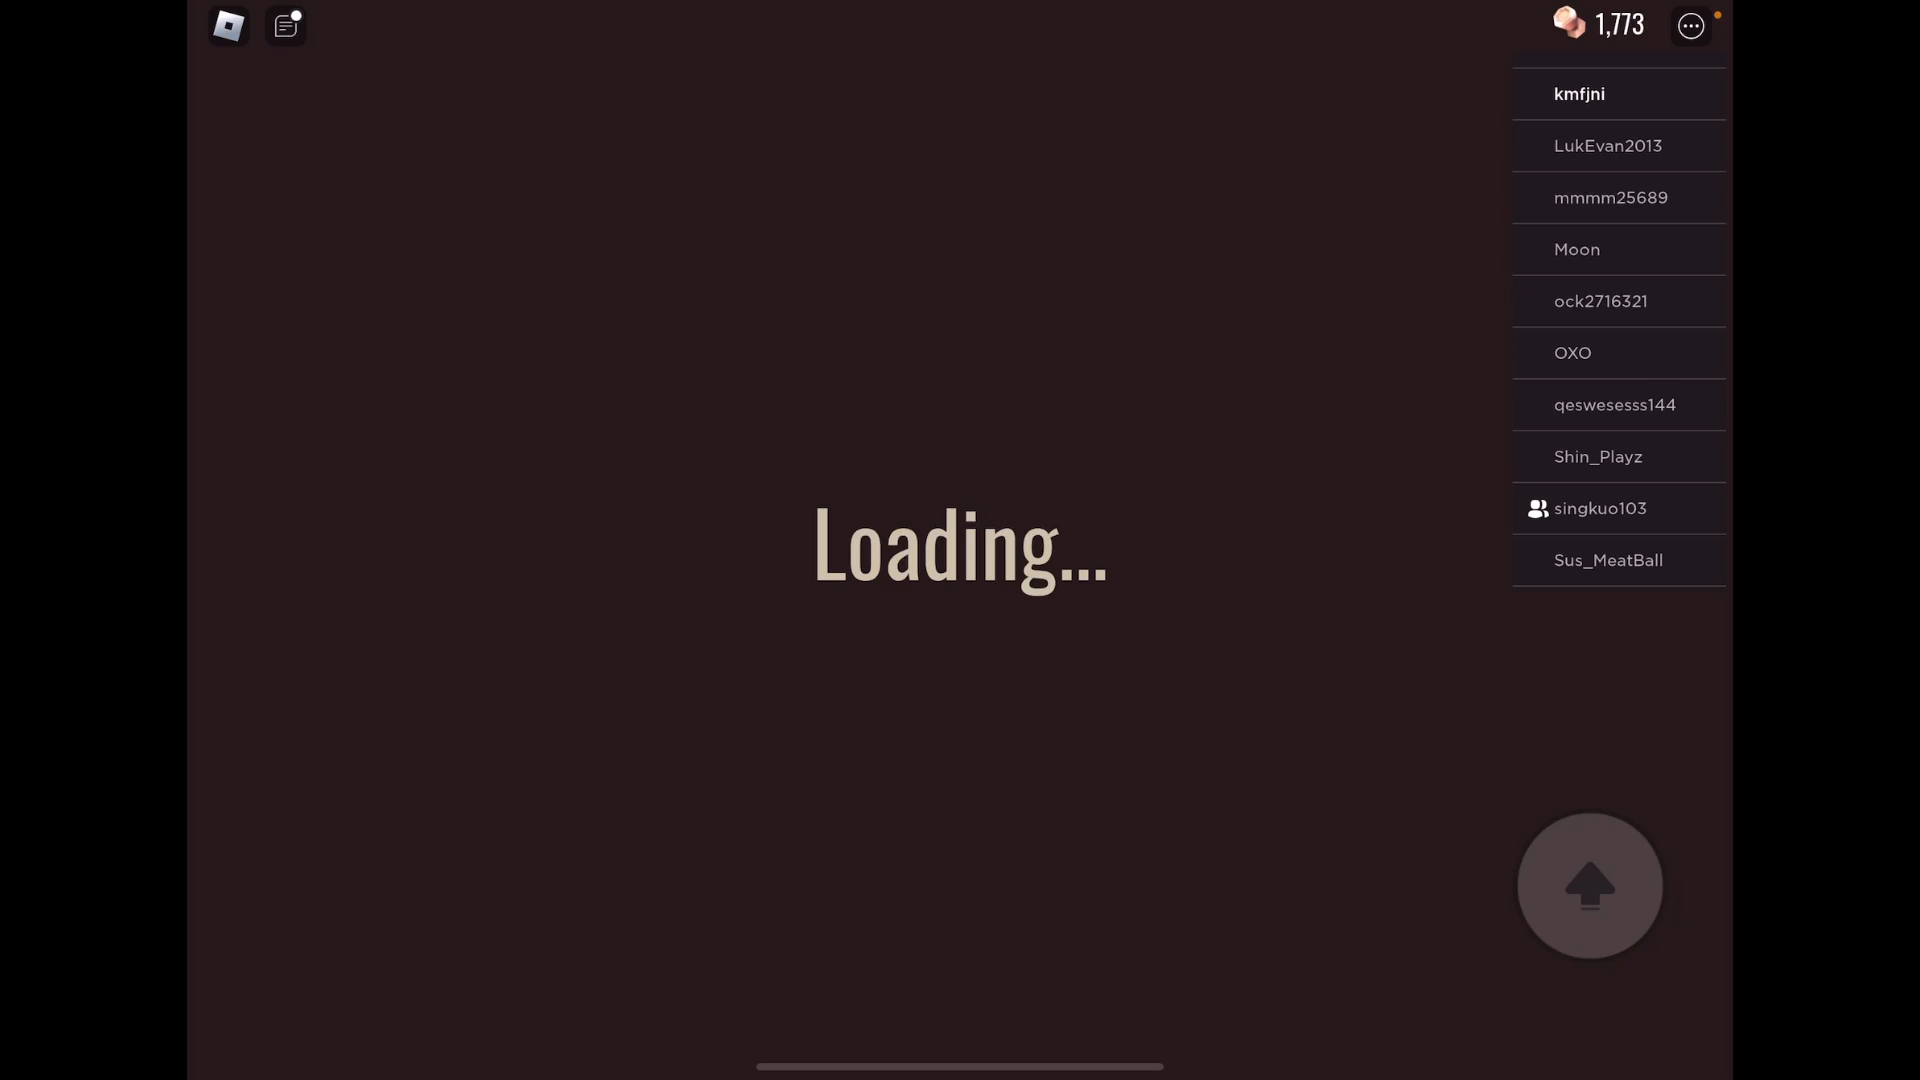 1,773
kmfjni
LukEvan2013
mmmm25689
Moon
ock2716321
OXO
qeswesesss144
Shin_Playz
singkuo103
Sus_MeatBall
Loading...